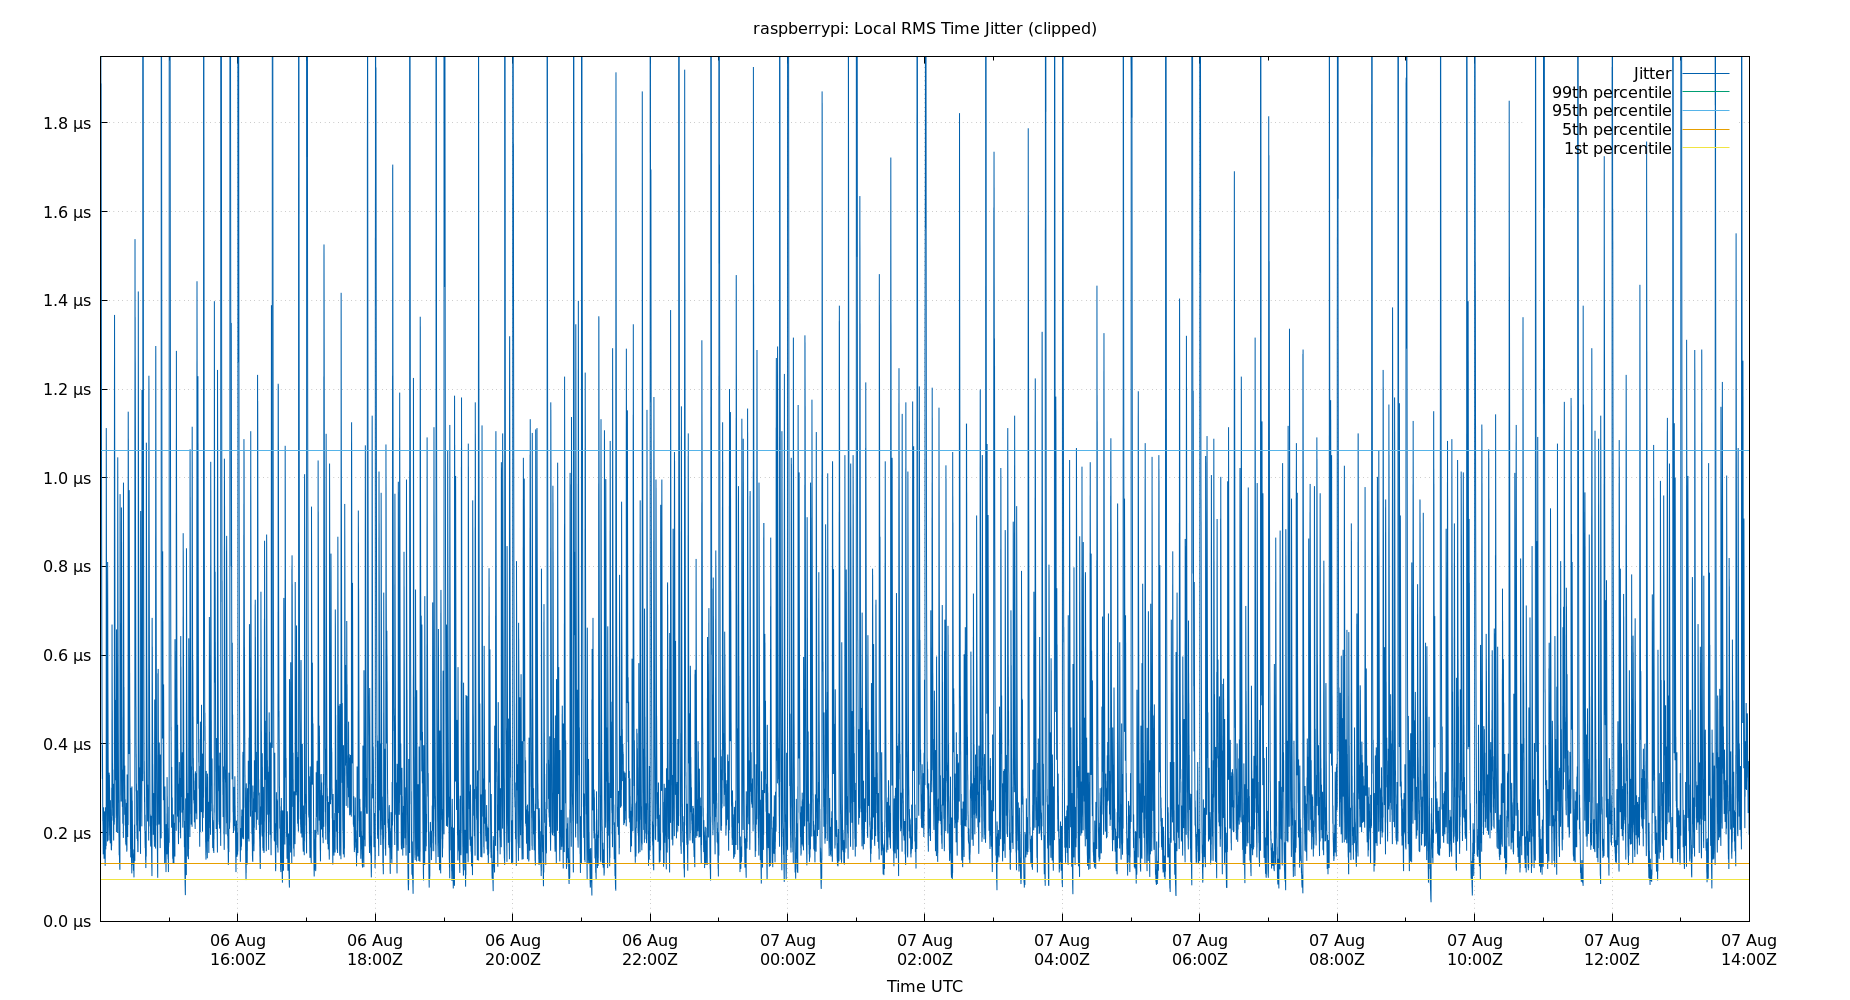 raspberrypi: Local RMS Time Jitter (clipped)
Jitter
99th percentile
95th percentile
5th percentile
1st percentile
1.8 µs
1.6 µs
1.4 µs
1.2 µs
1.0 µs
0.8 µs
0.6 µs
0.4 µs
0.2 µs
0.0 µs
06 Aug 06 Aug 06 Aug 06 Aug 07 Aug 07 Aug 07 Aug 07 Aug 07 Aug 07 Aug 07 Aug 07 Aug
16:00Z 18:00Z 20:00Z 22:00Z 00:00Z 02:00Z 04:00Z 06:00Z 08:00Z 10:00Z 12:00Z 14:00Z
Time UTC